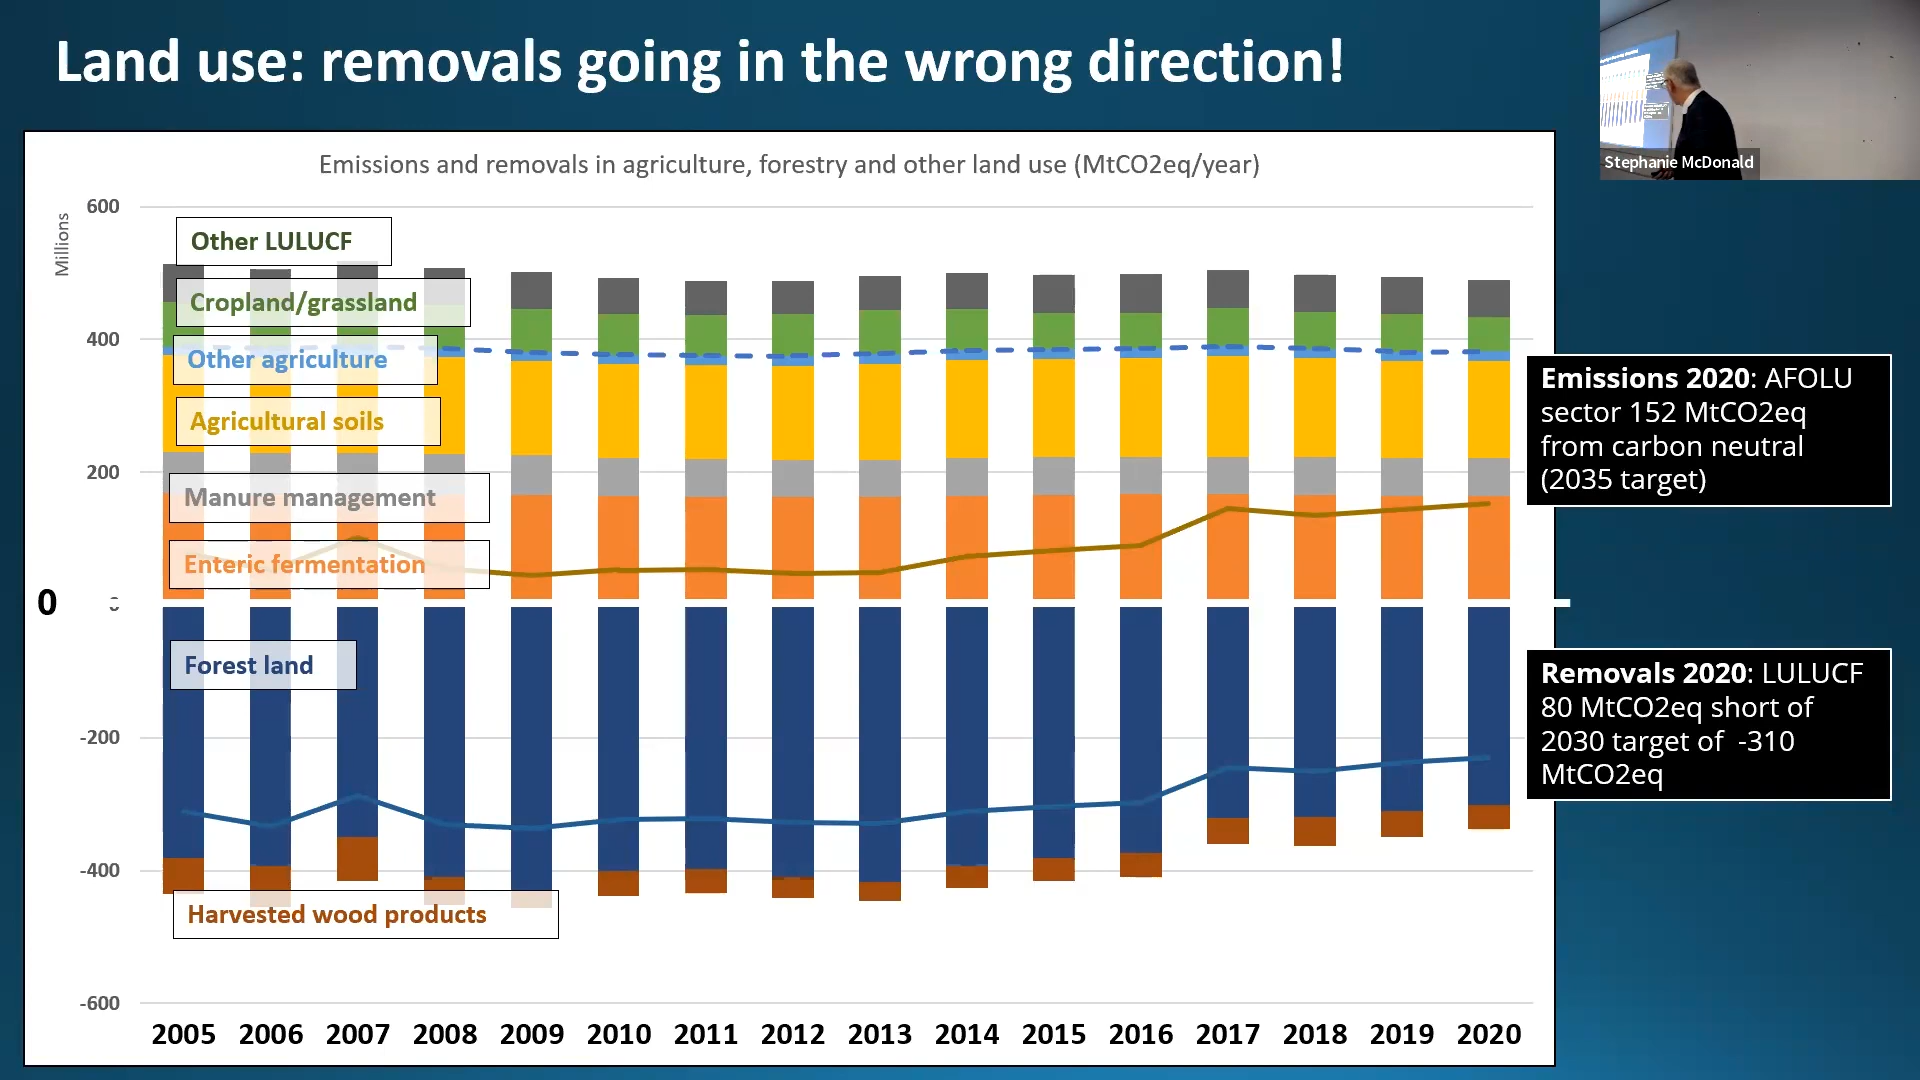 Land use: removals going in the wrong direction!
Stephanie McDonald
Emissions and removals in agriculture, forestry and other land use (MtCO2eq/year)
Millions
600
400
200
0
-200
-400
-600
Other LULUCF
Cropland/grassland
Other agriculture
Agricultural soils
Manure management
Enteric fermentation
0
Forest land
Harvested wood products
2005 2006 2007 2008 2009 2010 2011 2012 2013 2014 2015 2016 2017 2018 2019 2020
Emissions 2020: AFOLU
sector 152 MtCO2eq
from carbon neutral
(2035 target)
Removals 2020: LULUCF
80 MtCO2eq short of
2030 target of -310
MtCO2eq